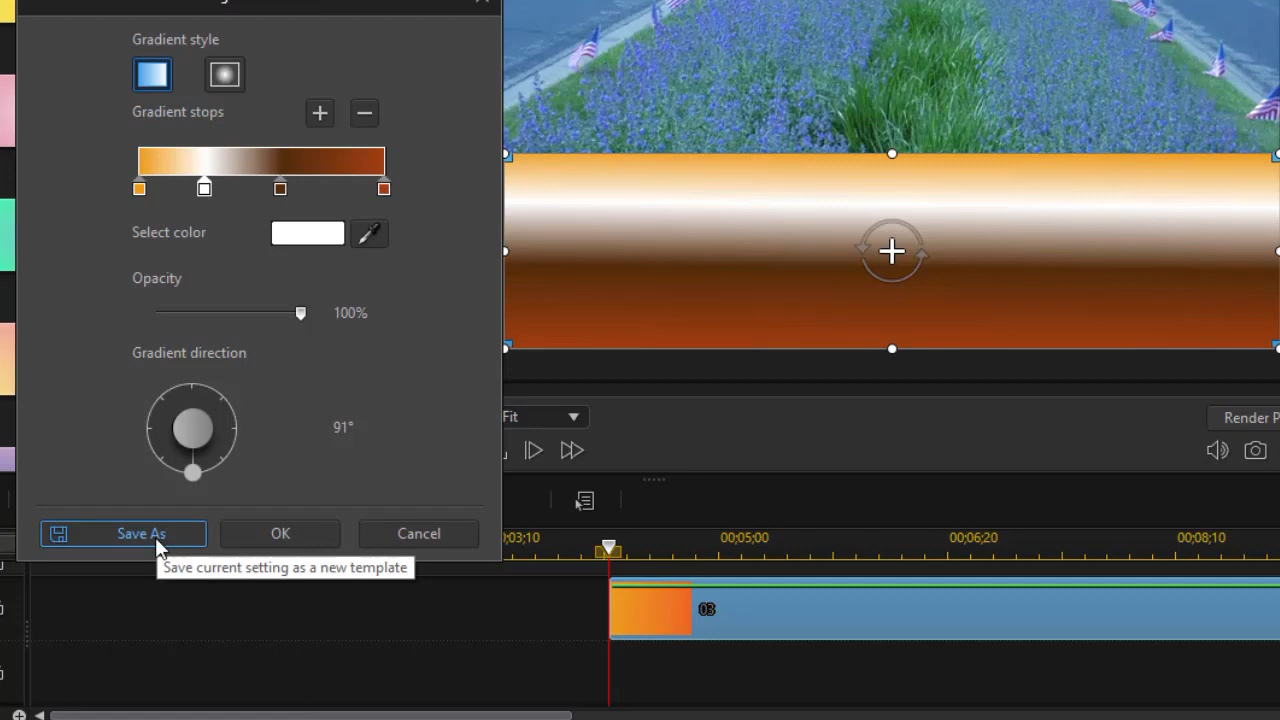 Gradient style
Gradient stops
Select color
Opacity
100%
Gradient direction
91°
Save As
OK
Cancel
Save current setting as a new template
Fit
Render P
03;10
00;05;00
00;06;20
00;08;10
03